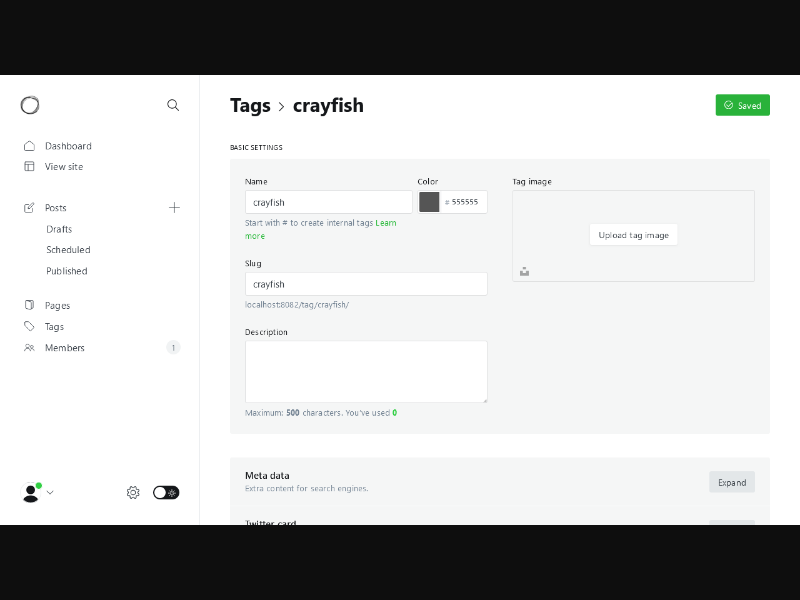 Tags > crayfish
Saved
Dashboard
View site
Posts
Drafts
Scheduled
Published
Pages
Tags
Members
1
BASIC SETTINGS
Name
crayfish
Start with # to create internal tags Learn
more
Color
# 555555
Slug
crayfish
localhost:8082/tag/crayfish/
Description
Maximum: 500 characters. You've used 0
Tag image
Upload tag image
Meta data
Extra content for search engines.
Expand
Twitter card